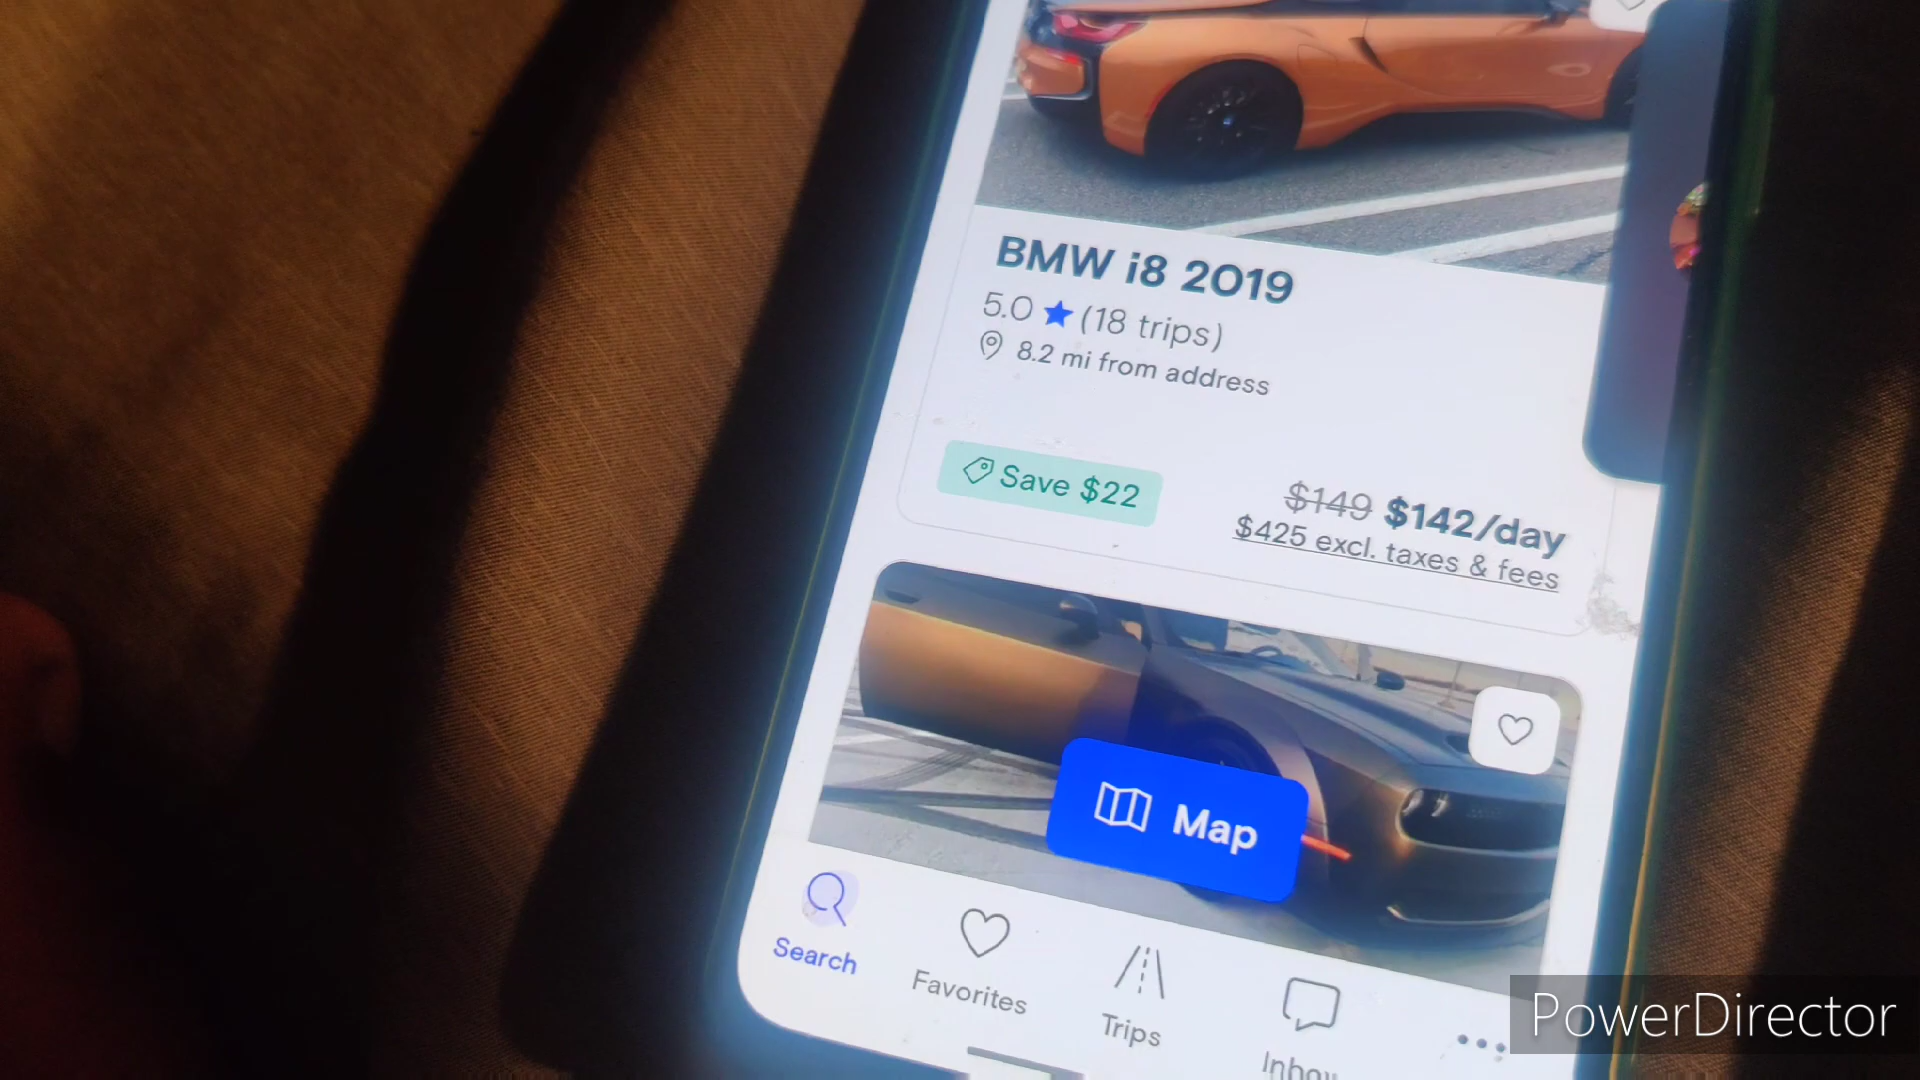 BMW i8 2019
5.0 ★ (18 trips)
8.2 mi from address
Save $22
$149 $142/day
$425 excl. taxes & fees
Map
Search
Favorites
Trips
Inbox
PowerDirector